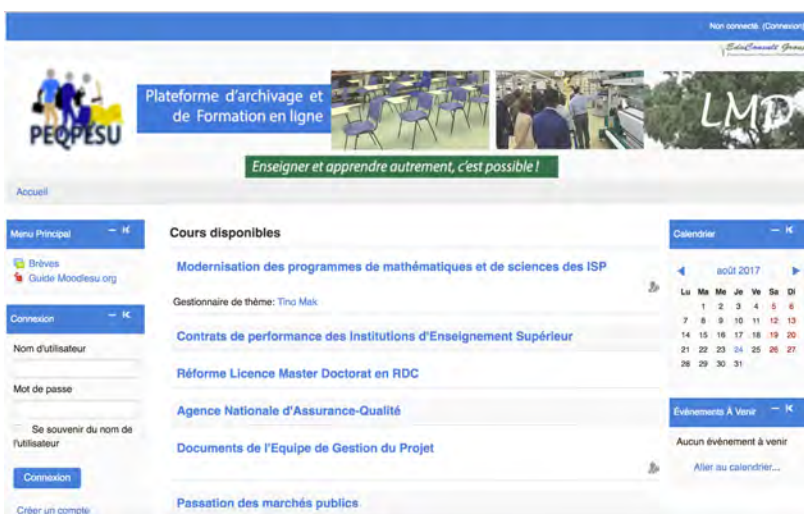 Non connecté. (Connexion)
EduConsult Group
PEQPESU
Plateforme d'archivage et
de Formation en ligne
LMD
Enseigner et apprendre autrement, c'est possible !
Accueil
Menu Principal
Brèves
Guide Moodlesu.org
Connexion
Nom d'utilisateur
Mot de passe
Se souvenir du nom de
l'utilisateur
Connexion
Créer un compte
Cours disponibles
Modernisation des programmes de mathématiques et de sciences des ISP
Gestionnaire de thème: Tino Mak
Contrats de performance des Institutions d'Enseignement Supérieur
Réforme Licence Master Doctorat en RDC
Agence Nationale d'Assurance-Qualité
Documents de l'Equipe de Gestion du Projet
Passation des marchés publics
Calendrier
août 2017
Lu Ma Me Je Ve Sa Di
1 2 3 4 5 6
7 8 9 10 11 12 13
14 15 16 17 18 19 20
21 22 23 24 25 26 27
28 29 30 31
Événements À Venir
Aucun événement à venir
Aller au calendrier...